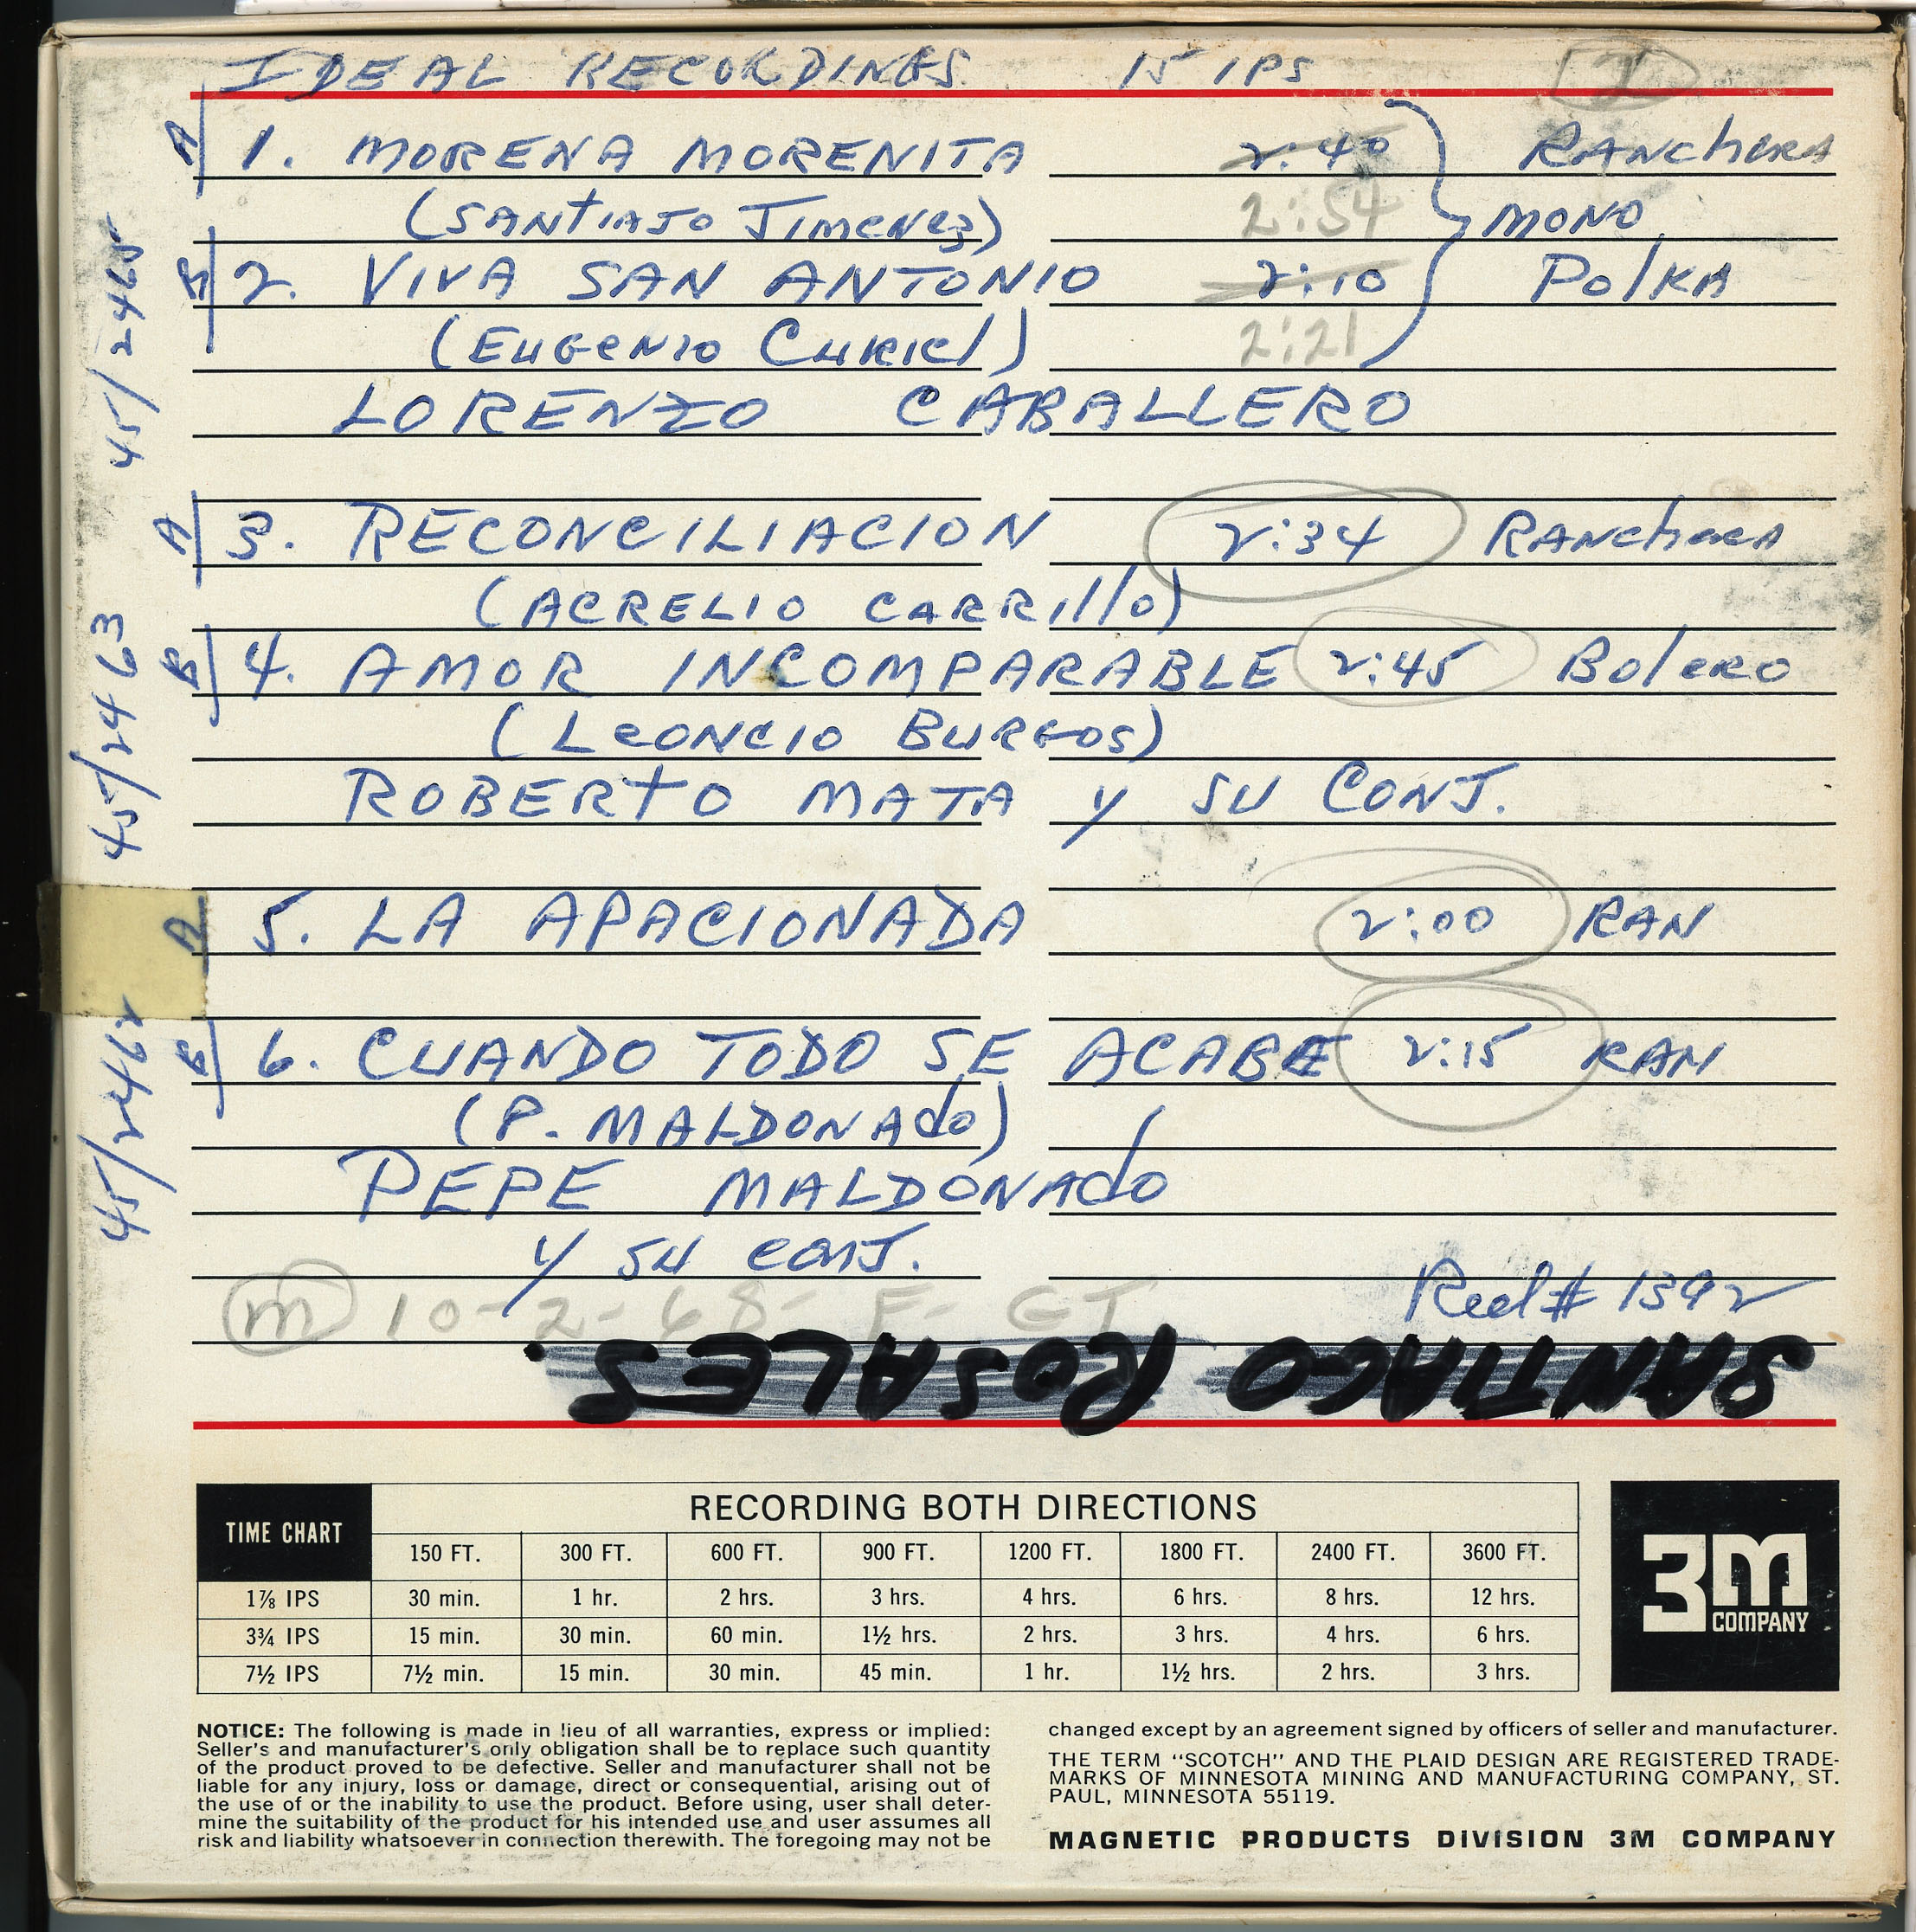 IDEAL RECORDINGS 15 IPS
A 1. MORENA MORENITA 2:40 RANCHERA
(SANTIAGO JIMENEZ) 2:54 MONO
B 2. VIVA SAN ANTONIO 2:10 POLKA
(EUGENIO CURIEL) 2:21
LORENZO CABALLERO
45/2465
A 3. RECONCILIACION 2:34 RANCHERA
(ACRELIO CARRILLO)
B 4. AMOR INCOMPARABLE 2:45 BOLERO
(LEONCIO BURGOS)
ROBERTO MATA Y SU CONJ.
45/2463
A 5. LA APACIONADA 2:00 RAN
B 6. CUANDO TODO SE ACABE 2:15 RAN
(P. MALDONADO)
PEPE MALDONADO
Y SU CONJ.
45/2462
m 10-2-68- F- GT Reel# 1392
SANTIAGO ROSALES.
TIME CHART RECORDING BOTH DIRECTIONS
150 FT. 300 FT. 600 FT. 900 FT. 1200 FT. 1800 FT. 2400 FT. 3600 FT.
1⅞ IPS 30 min. 1 hr. 2 hrs. 3 hrs. 4 hrs. 6 hrs. 8 hrs. 12 hrs.
3¾ IPS 15 min. 30 min. 60 min. 1½ hrs. 2 hrs. 3 hrs. 4 hrs. 6 hrs.
7½ IPS 7½ min. 15 min. 30 min. 45 min. 1 hr. 1½ hrs. 2 hrs. 3 hrs.
3M
COMPANY
NOTICE: The following is made in lieu of all warranties, express or implied:
Seller's and manufacturer's only obligation shall be to replace such quantity
of the product proved to be defective. Seller and manufacturer shall not be
liable for any injury, loss or damage, direct or consequential, arising out of
the use of or the inability to use the product. Before using, user shall deter-
mine the suitability of the product for his intended use and user assumes all
risk and liability whatsoever in connection therewith. The foregoing may not be
changed except by an agreement signed by officers of seller and manufacturer.
THE TERM "SCOTCH" AND THE PLAID DESIGN ARE REGISTERED TRADE-
MARKS OF MINNESOTA MINING AND MANUFACTURING COMPANY, ST.
PAUL, MINNESOTA 55119.
MAGNETIC PRODUCTS DIVISION 3M COMPANY